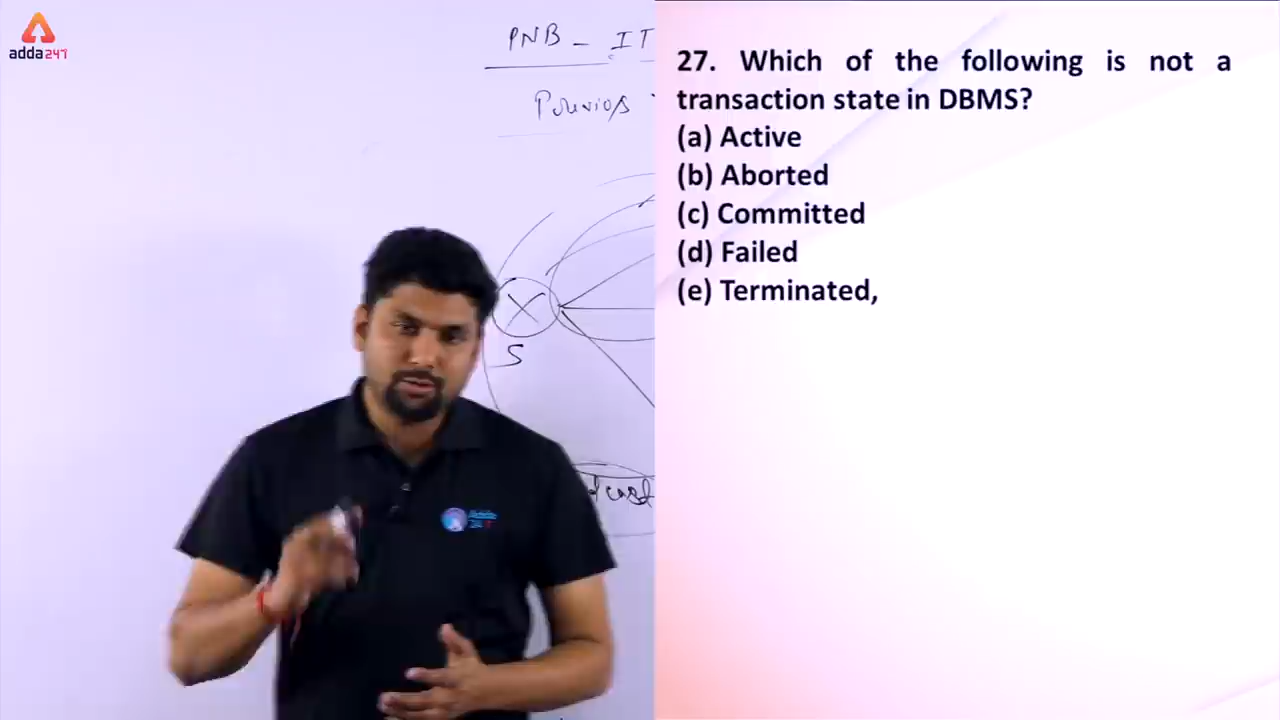 adda247
PNB - IT
27. Which of the following is not a
transaction state in DBMS?
(a) Active
(b) Aborted
(c) Committed
(d) Failed
(e) Terminated,
S